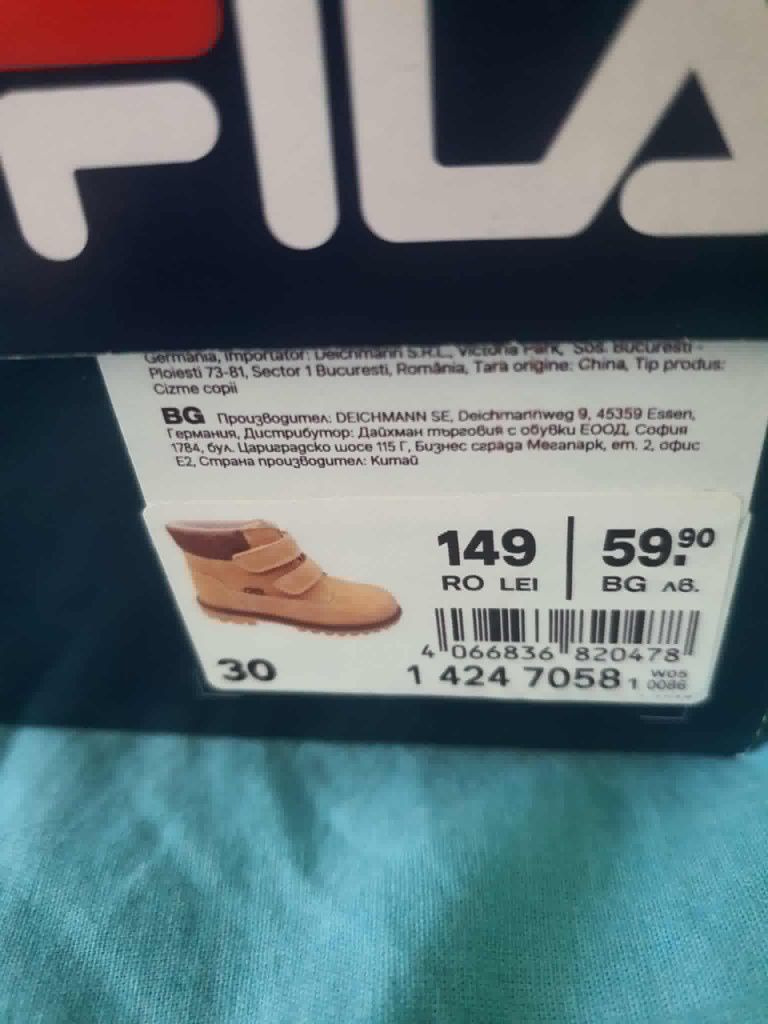 FILA
Germania, Importator: Deichmann S.R.L., Victoria Park, Sos. Bucuresti -
Ploiesti 73-81, Sector 1 Bucuresti, România, Tara origine: China, Tip produs:
Cizme copii
BG Производител: DEICHMANN SE, Deichmannweg 9, 45359 Essen,
Германия, Дистрибутор: Дайхман търговия с обувки ЕООД, София
1784, бул. Цариградско шосе 115 Г, Бизнес сграда Мегапарк, ет. 2, офис
Е2, Страна производител: Китай
149 | 59.90
RO LEI | BG лв.
4 066836 820478
30
1 424 7058 1 W05
0086